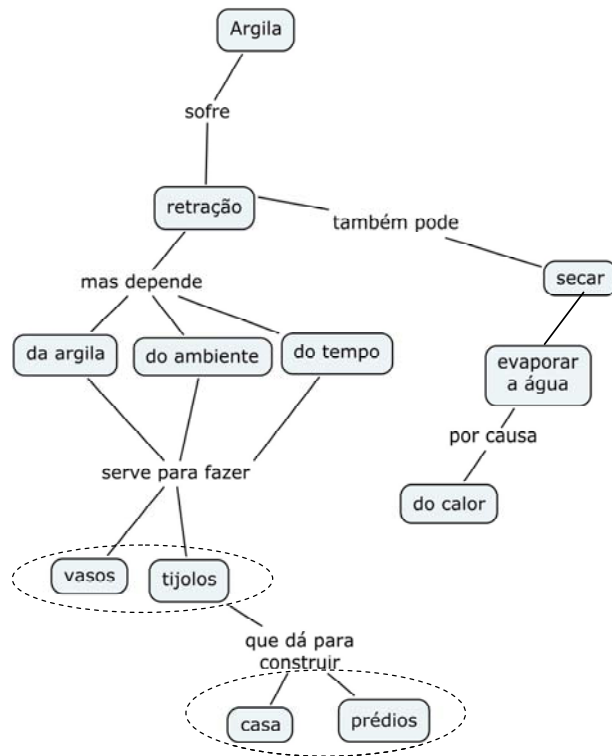 Argila
sofre
retração
também pode
secar
mas depende
da argila
do ambiente
do tempo
evaporar
a água
por causa
serve para fazer
do calor
vasos
tijolos
que dá para
construir
casa
prédios